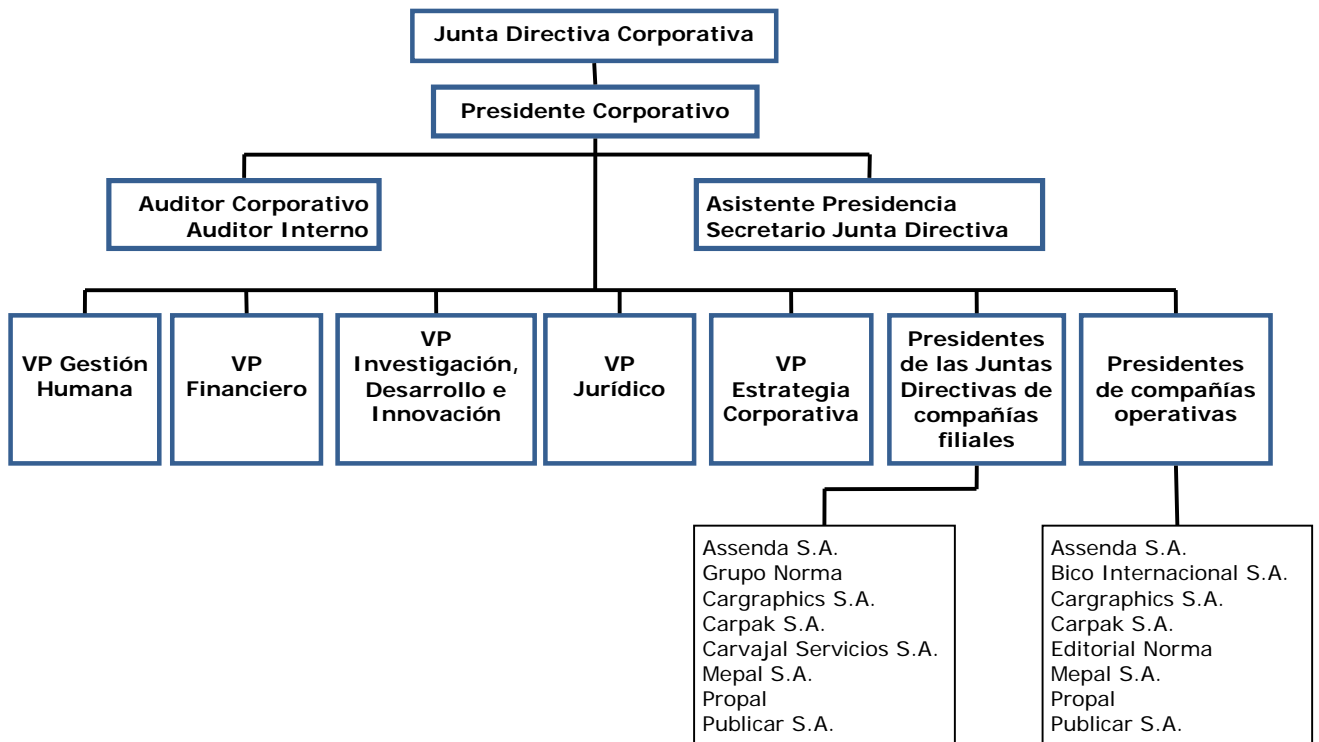 Junta Directiva Corporativa
Presidente Corporativo
Auditor Corporativo
Auditor Interno
Asistente Presidencia
Secretario Junta Directiva
VP Gestión
Humana
VP
Financiero
VP
Investigación,
Desarrollo e
Innovación
VP
Jurídico
VP
Estrategia
Corporativa
Presidentes
de las Juntas
Directivas de
compañías
filiales
Presidentes
de compañías
operativas
Assenda S.A.
Grupo Norma
Cargraphics S.A.
Carpak S.A.
Carvajal Servicios S.A.
Mepal S.A.
Propal
Publicar S.A.
Assenda S.A.
Bico Internacional S.A.
Cargraphics S.A.
Carpak S.A.
Editorial Norma
Mepal S.A.
Propal
Publicar S.A.